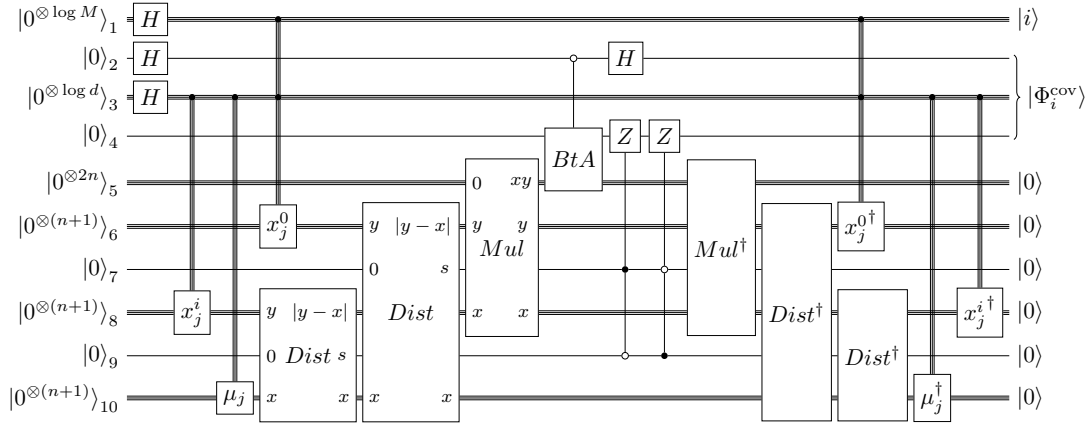 |0^{⊗ log M}⟩_1 H |i⟩
|0⟩_2 H H
|0^{⊗ log d}⟩_3 H |Φ_i^{cov}⟩
|0⟩_4 Z Z
BtA
|0^{⊗2n}⟩_5 0 xy |0⟩
|0^{⊗(n+1)}⟩_6 x_j^0 y |y−x| y y x_j^{0†} |0⟩
Mul Mul^†
|0⟩_7 0 s |0⟩
|0^{⊗(n+1)}⟩_8 x_j^i y |y−x| Dist x x Dist^† x_j^{i†} |0⟩
|0⟩_9 0 Dist s Dist^† |0⟩
|0^{⊗(n+1)}⟩_{10} μ_j x x x x μ_j^† |0⟩